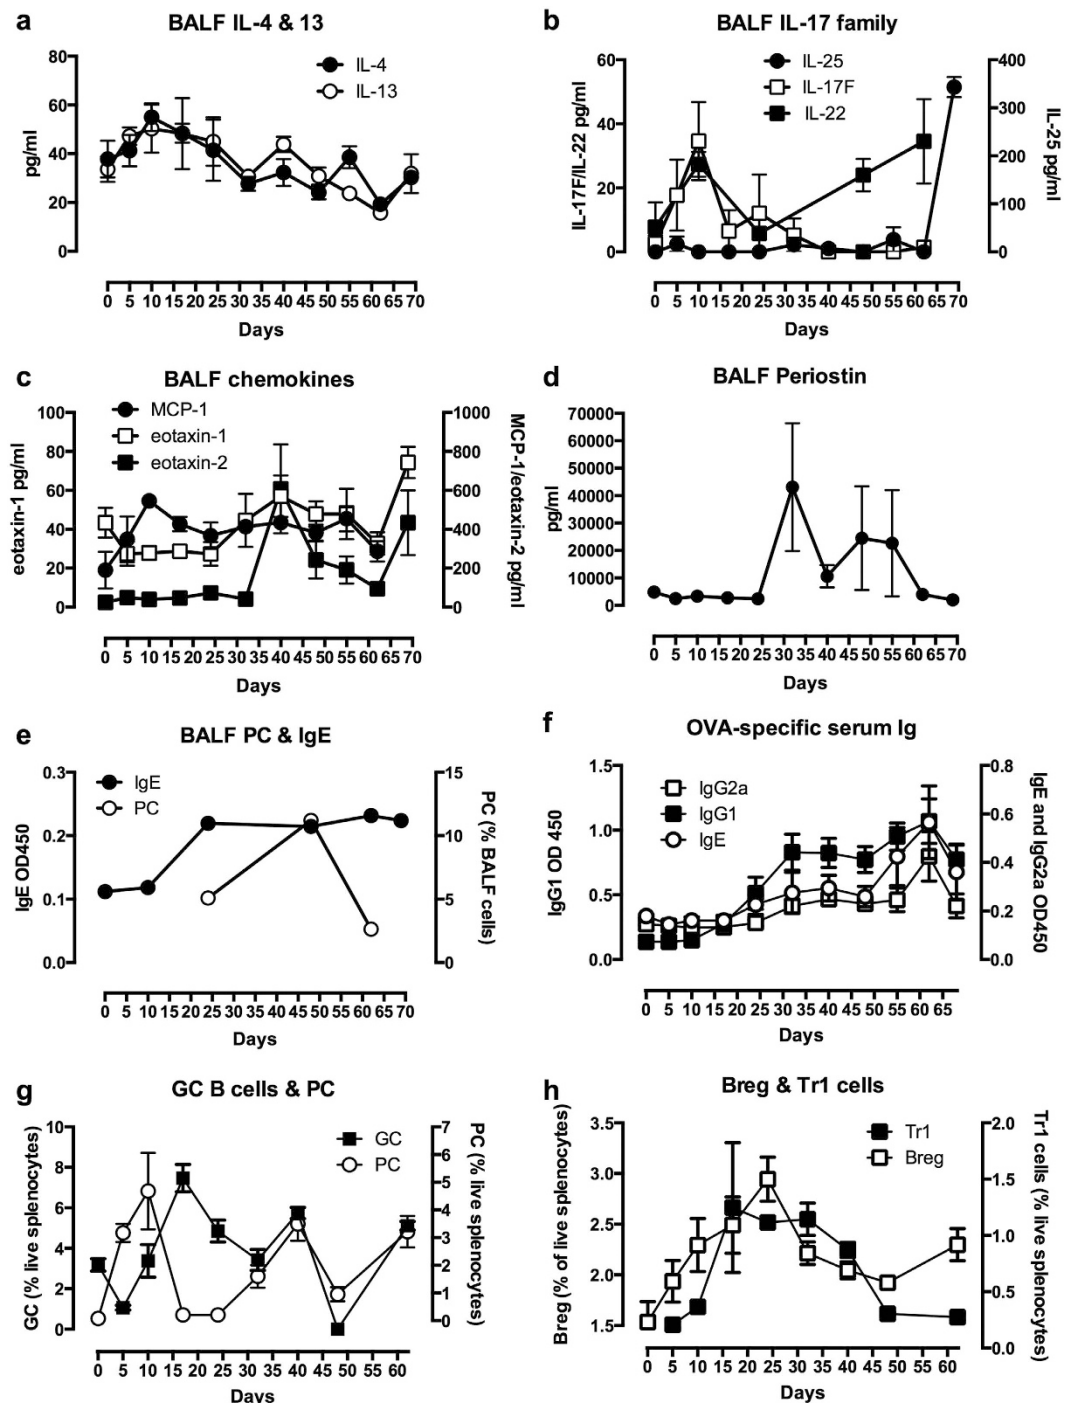 a
BALF IL-4 & 13
80
60
40
20
0
pg/ml
IL-4
IL-13
0 5 10 15 20 25 30 35 40 45 50 55 60 65 70
Days
b
BALF IL-17 family
60
40
20
0
IL-17F/IL-22 pg/ml
IL-25
IL-17F
IL-22
400
300
200
100
0
IL-25 pg/ml
0 5 10 15 20 25 30 35 40 45 50 55 60 65 70
Days
c
BALF chemokines
100
80
60
40
20
0
eotaxin-1 pg/ml
MCP-1
eotaxin-1
eotaxin-2
1000
800
600
400
200
0
MCP-1/eotaxin-2 pg/ml
0 5 10 15 20 25 30 35 40 45 50 55 60 65 70
Days
d
BALF Periostin
70000
60000
50000
40000
30000
20000
10000
0
pg/ml
0 5 10 15 20 25 30 35 40 45 50 55 60 65 70
Days
e
BALF PC & IgE
0.3
0.2
0.1
0.0
IgE OD450
IgE
PC
15
10
5
0
PC (% BALF cells)
0 5 10 15 20 25 30 35 40 45 50 55 60 65 70
Days
f
OVA-specific serum Ig
1.5
1.0
0.5
0.0
IgG1 OD 450
IgG2a
IgG1
IgE
0.8
0.6
0.4
0.2
0.0
IgE and IgG2a OD450
0 5 10 15 20 25 30 35 40 45 50 55 60 65
Days
g
GC B cells & PC
10
8
6
4
2
0
GC (% live splenocytes)
GC
PC
7
6
5
4
3
2
1
0
PC (% live splenocytes)
0 5 10 15 20 25 30 35 40 45 50 55 60
Days
h
Breg & Tr1 cells
3.5
3.0
2.5
2.0
1.5
Breg (% of live splenocytes)
Tr1
Breg
2.0
1.5
1.0
0.5
0.0
Tr1 cells (% live splenocytes)
0 5 10 15 20 25 30 35 40 45 50 55 60
Days